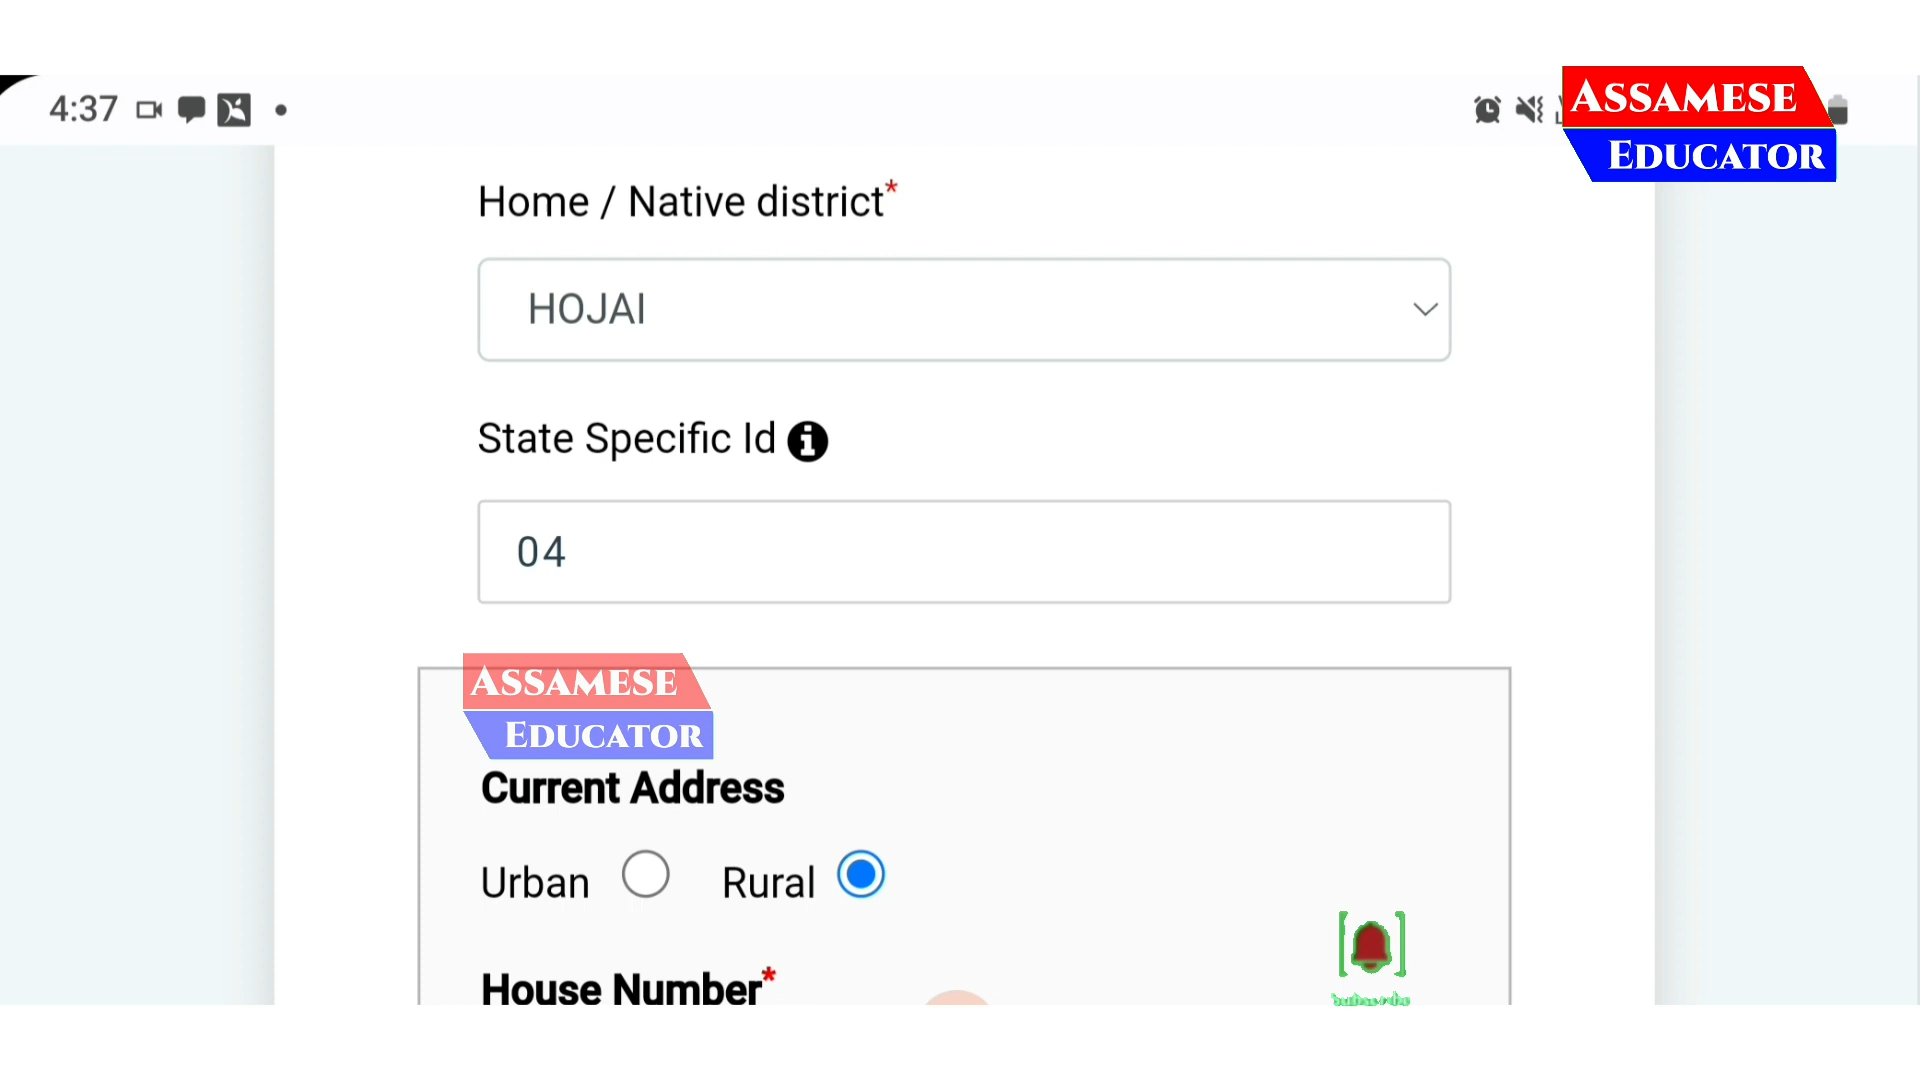 4:37
ASSAMESE
EDUCATOR
Home / Native district*
HOJAI
State Specific Id
04
ASSAMESE
EDUCATOR
Current Address
Urban Rural
House Number*